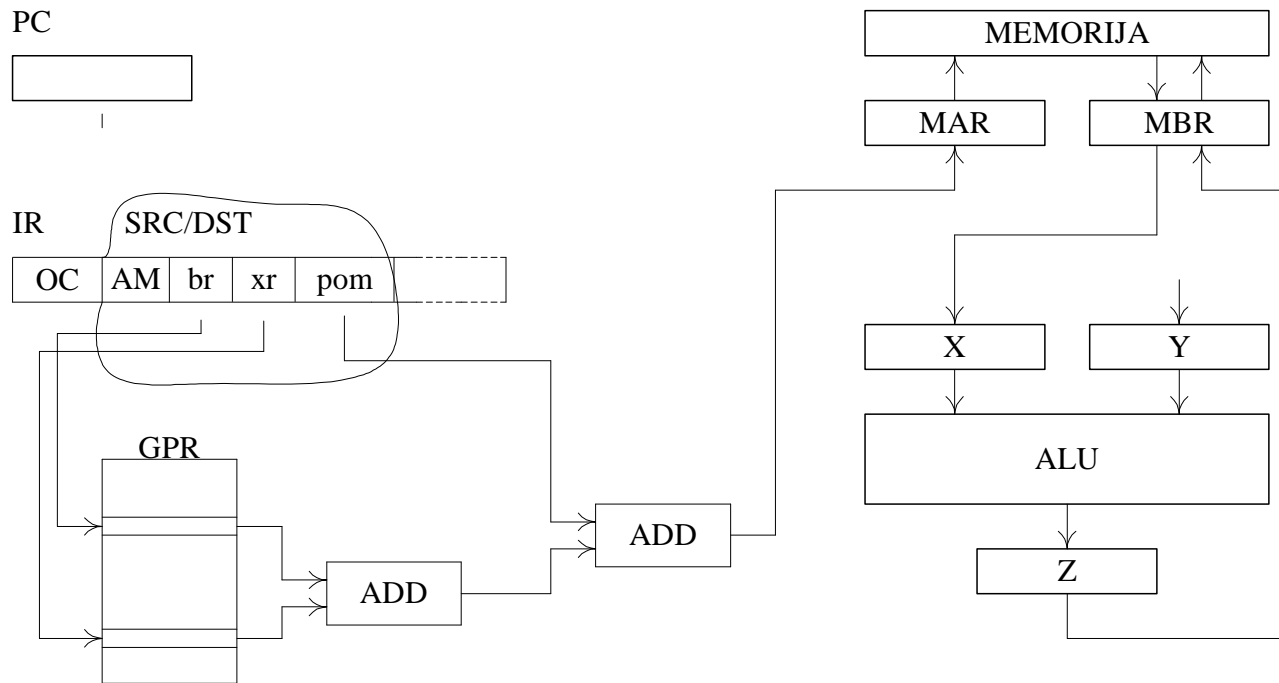 PC
MEMORIJA
MAR
MBR
IR
SRC/DST
OC AM br xr pom
X
Y
GPR
ALU
ADD
ADD
Z